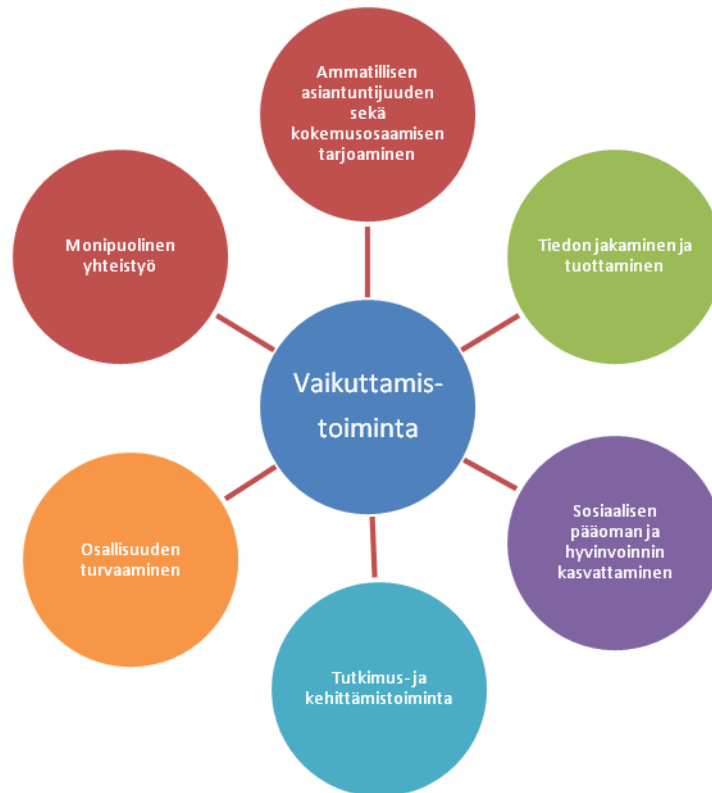 Ammatillisen
asiantuntijuuden
sekä
kokemusosaamisen
tarjoaminen
Monipuolinen
yhteistyö
Tiedon jakaminen ja
tuottaminen
Vaikuttamis-
toiminta
Osallisuuden
turvaaminen
Sosiaalisen
pääoman ja
hyvinvoinnin
kasvattaminen
Tutkimus- ja
kehittämistoiminta